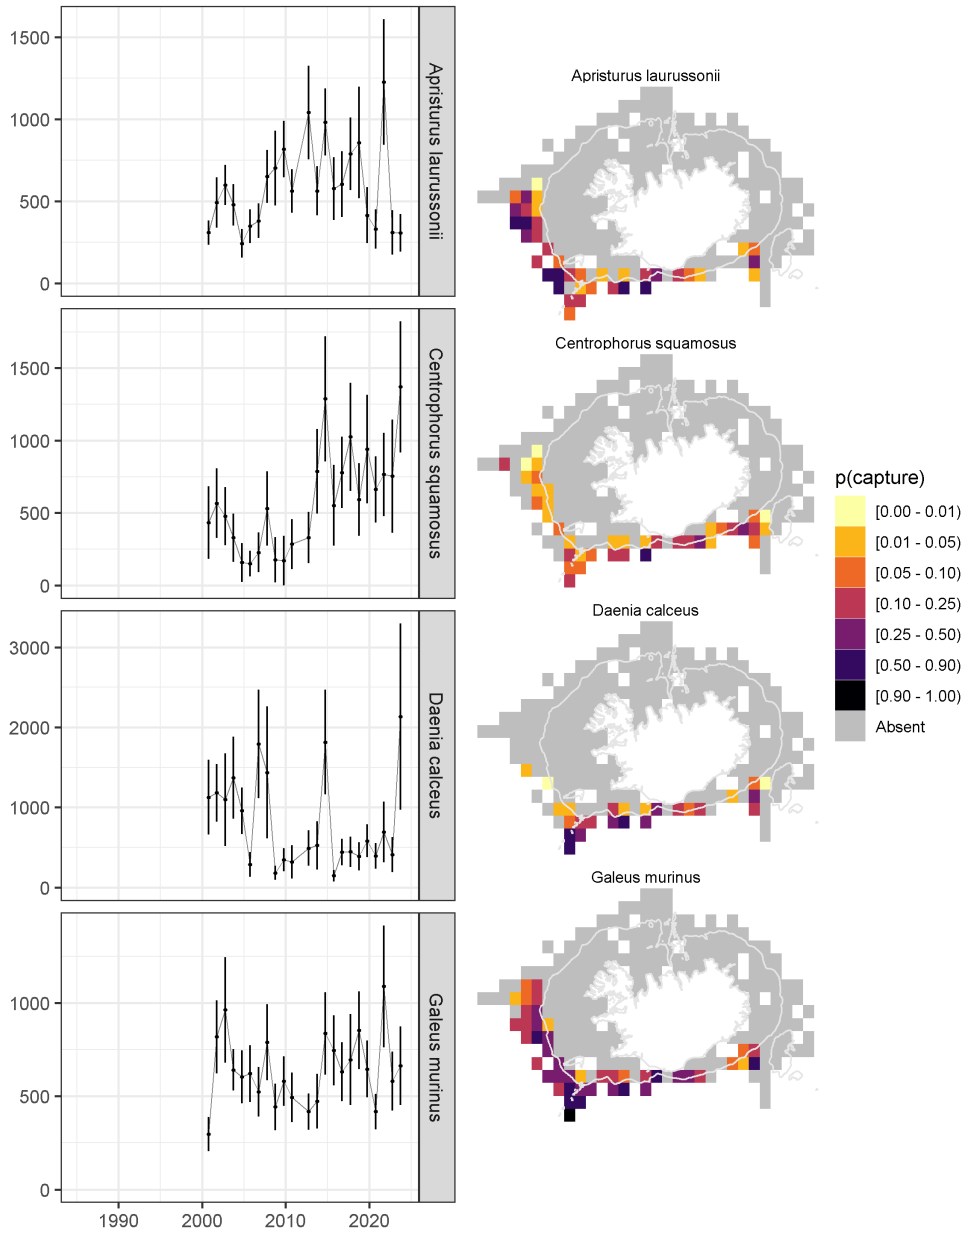 1500
1000
500
0
Apristurus laurussonii
1500
1000
500
0
Centrophorus squamosus
3000
2000
1000
0
Daenia calceus
1000
500
0
Galeus murinus
1990 2000 2010 2020
Apristurus laurussonii
Centrophorus squamosus
Daenia calceus
Galeus murinus
p(capture)
[0.00 - 0.01)
[0.01 - 0.05)
[0.05 - 0.10)
[0.10 - 0.25)
[0.25 - 0.50)
[0.50 - 0.90)
[0.90 - 1.00)
Absent